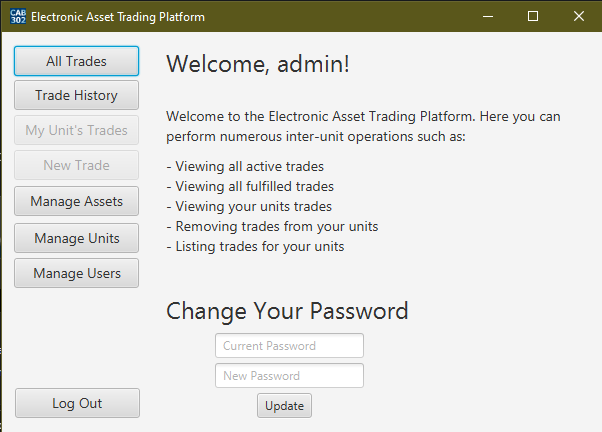 CAB
302
Electronic Asset Trading Platform
All Trades
Trade History
My Unit's Trades
New Trade
Manage Assets
Manage Units
Manage Users
Log Out
Welcome, admin!
Welcome to the Electronic Asset Trading Platform. Here you can
perform numerous inter-unit operations such as:
- Viewing all active trades
- Viewing all fulfilled trades
- Viewing your units trades
- Removing trades from your units
- Listing trades for your units
Change Your Password
Current Password
New Password
Update